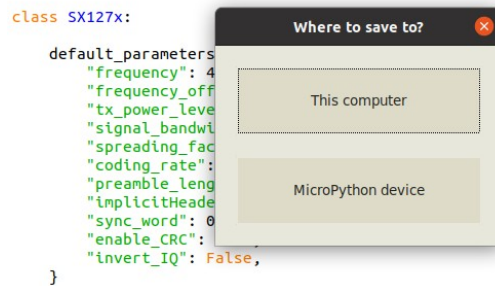 class SX127x:
default_parameters
"frequency": 4
"frequency_off
"tx_power_leve
"signal_bandwi
"spreading_fac
"coding_rate":
"preamble_leng
"implicitHeade
"sync_word": 0
"enable_CRC":
"invert_IQ": False,
}
Where to save to?
This computer
MicroPython device